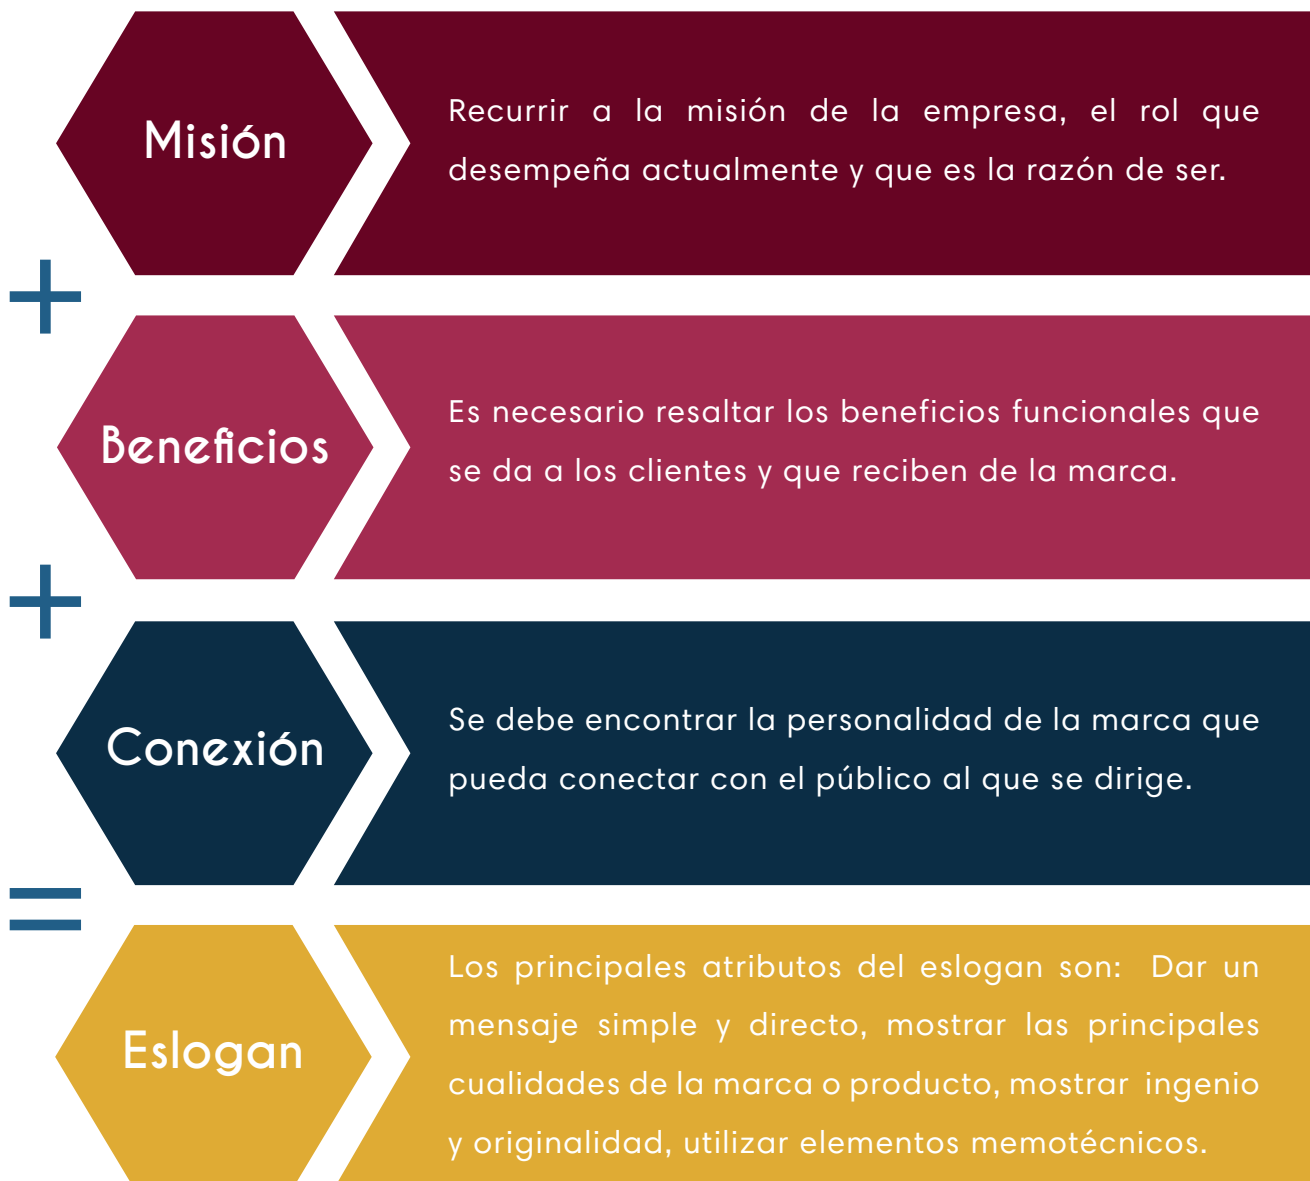 Misión
Recurrir a la misión de la empresa, el rol que
desempeña actualmente y que es la razón de ser.
+
Beneficios
Es necesario resaltar los beneficios funcionales que
se da a los clientes y que reciben de la marca.
+
Conexión
Se debe encontrar la personalidad de la marca que
pueda conectar con el público al que se dirige.
=
Eslogan
Los principales atributos del eslogan son: Dar un
mensaje simple y directo, mostrar las principales
cualidades de la marca o producto, mostrar ingenio
y originalidad, utilizar elementos memotécnicos.